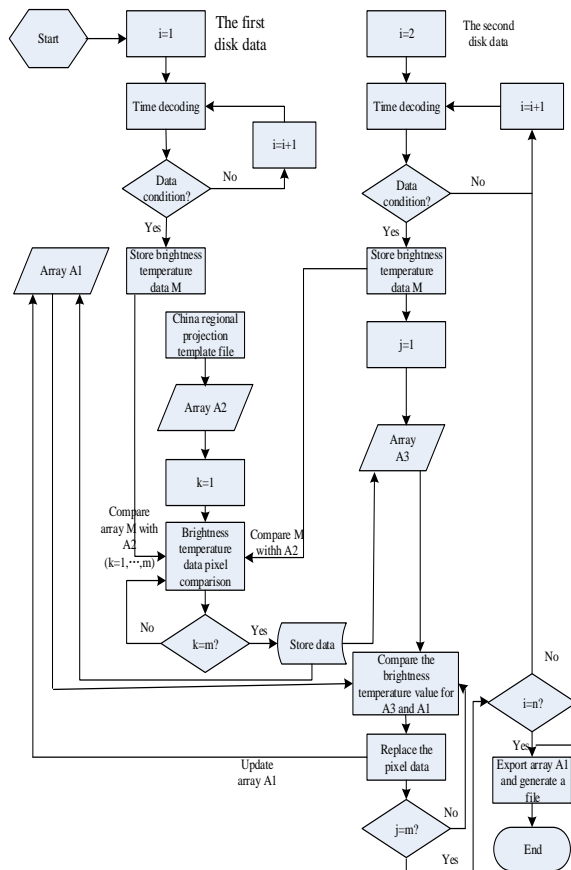 Start
i=1
The first
disk data
i=2
The second
disk data
Time decoding
i=i+1
Time decoding
i=i+1
Data
condition?
No
Data
condition?
No
Yes
Yes
Array A1
Store brightness
temperature
data M
Store brightness
temperature
data M
China regional
projection
template file
j=1
Array A2
Array
A3
k=1
Compare
array M with
A2
(k=1,···,m)
Brightness
temperature
data pixel
comparison
Compare M
withh A2
No
k=m?
Yes
Store data
Compare the
brightness
temperature value for
A3 and A1
No
i=n?
Yes
Update
array A1
Replace the
pixel data
Export array A1
and generate a
file
No
j=m?
Yes
End